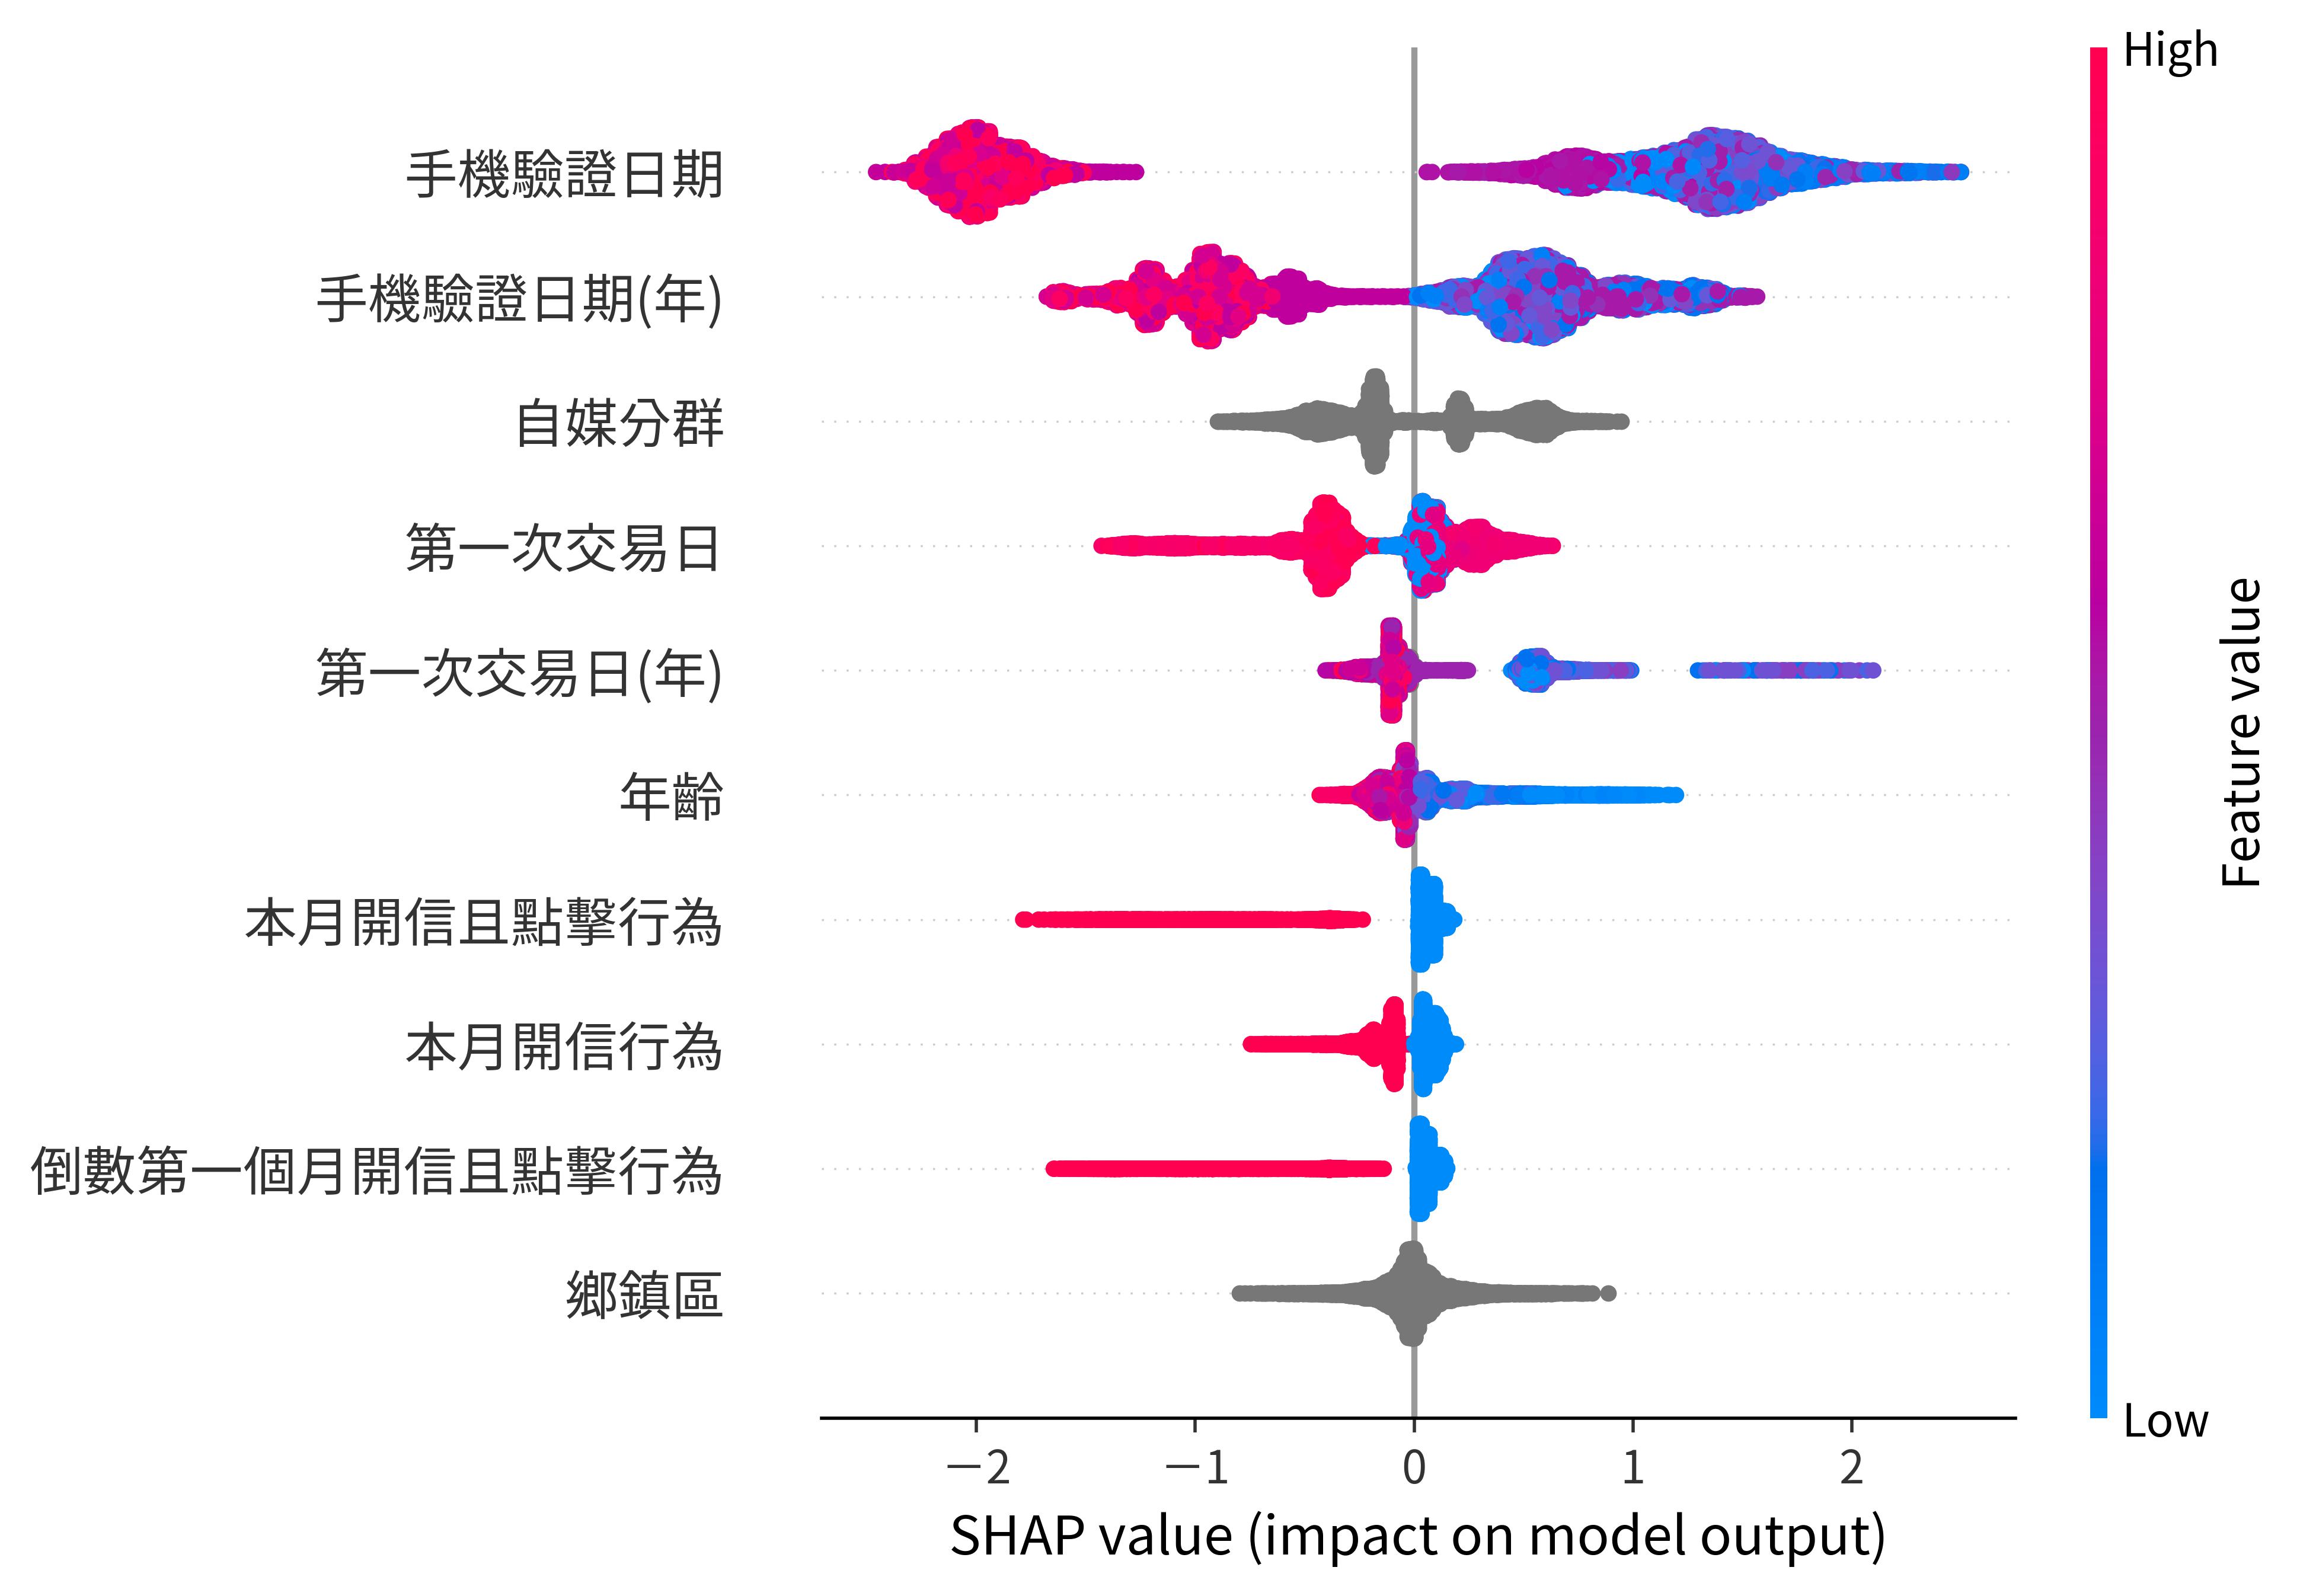 High
手機驗證日期
手機驗證日期(年)
自媒分群
第一次交易日
第一次交易日(年)
年齡
本月開信且點擊行為
本月開信行為
倒數第一個月開信且點擊行為
鄉鎮區
Feature value
Low
−2
−1
0
1
2
SHAP value (impact on model output)